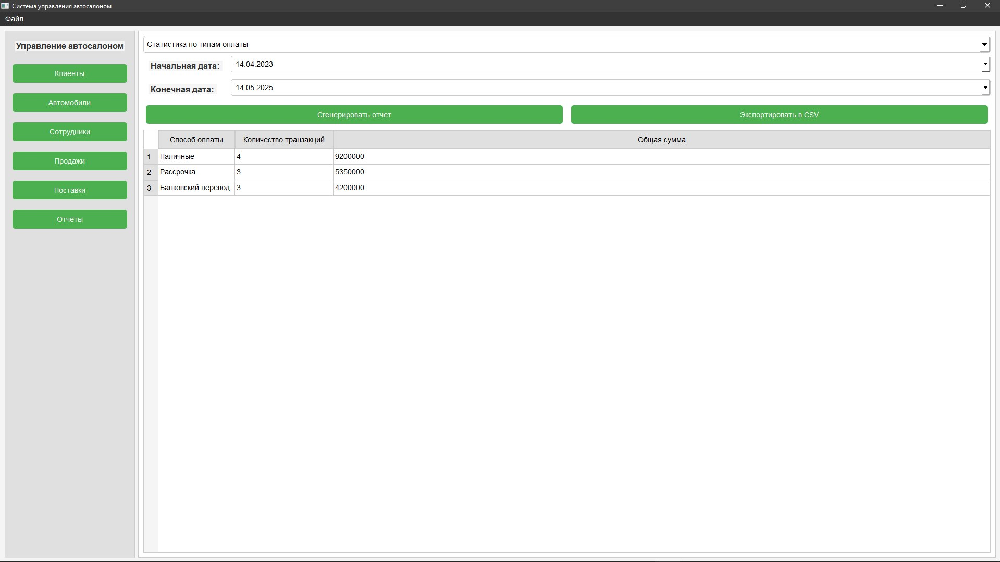 Система управления автосалоном
Файл
Управление автосалоном
Клиенты
Автомобили
Сотрудники
Продажи
Поставки
Отчёты
Статистика по типам оплаты
Начальная дата: 14.04.2023
Конечная дата: 14.05.2025
Сгенерировать отчет Экспортировать в CSV
Способ оплаты Количество транзакций Общая сумма
1 Наличные 4 9200000
2 Рассрочка 3 5350000
3 Банковский перевод 3 4200000